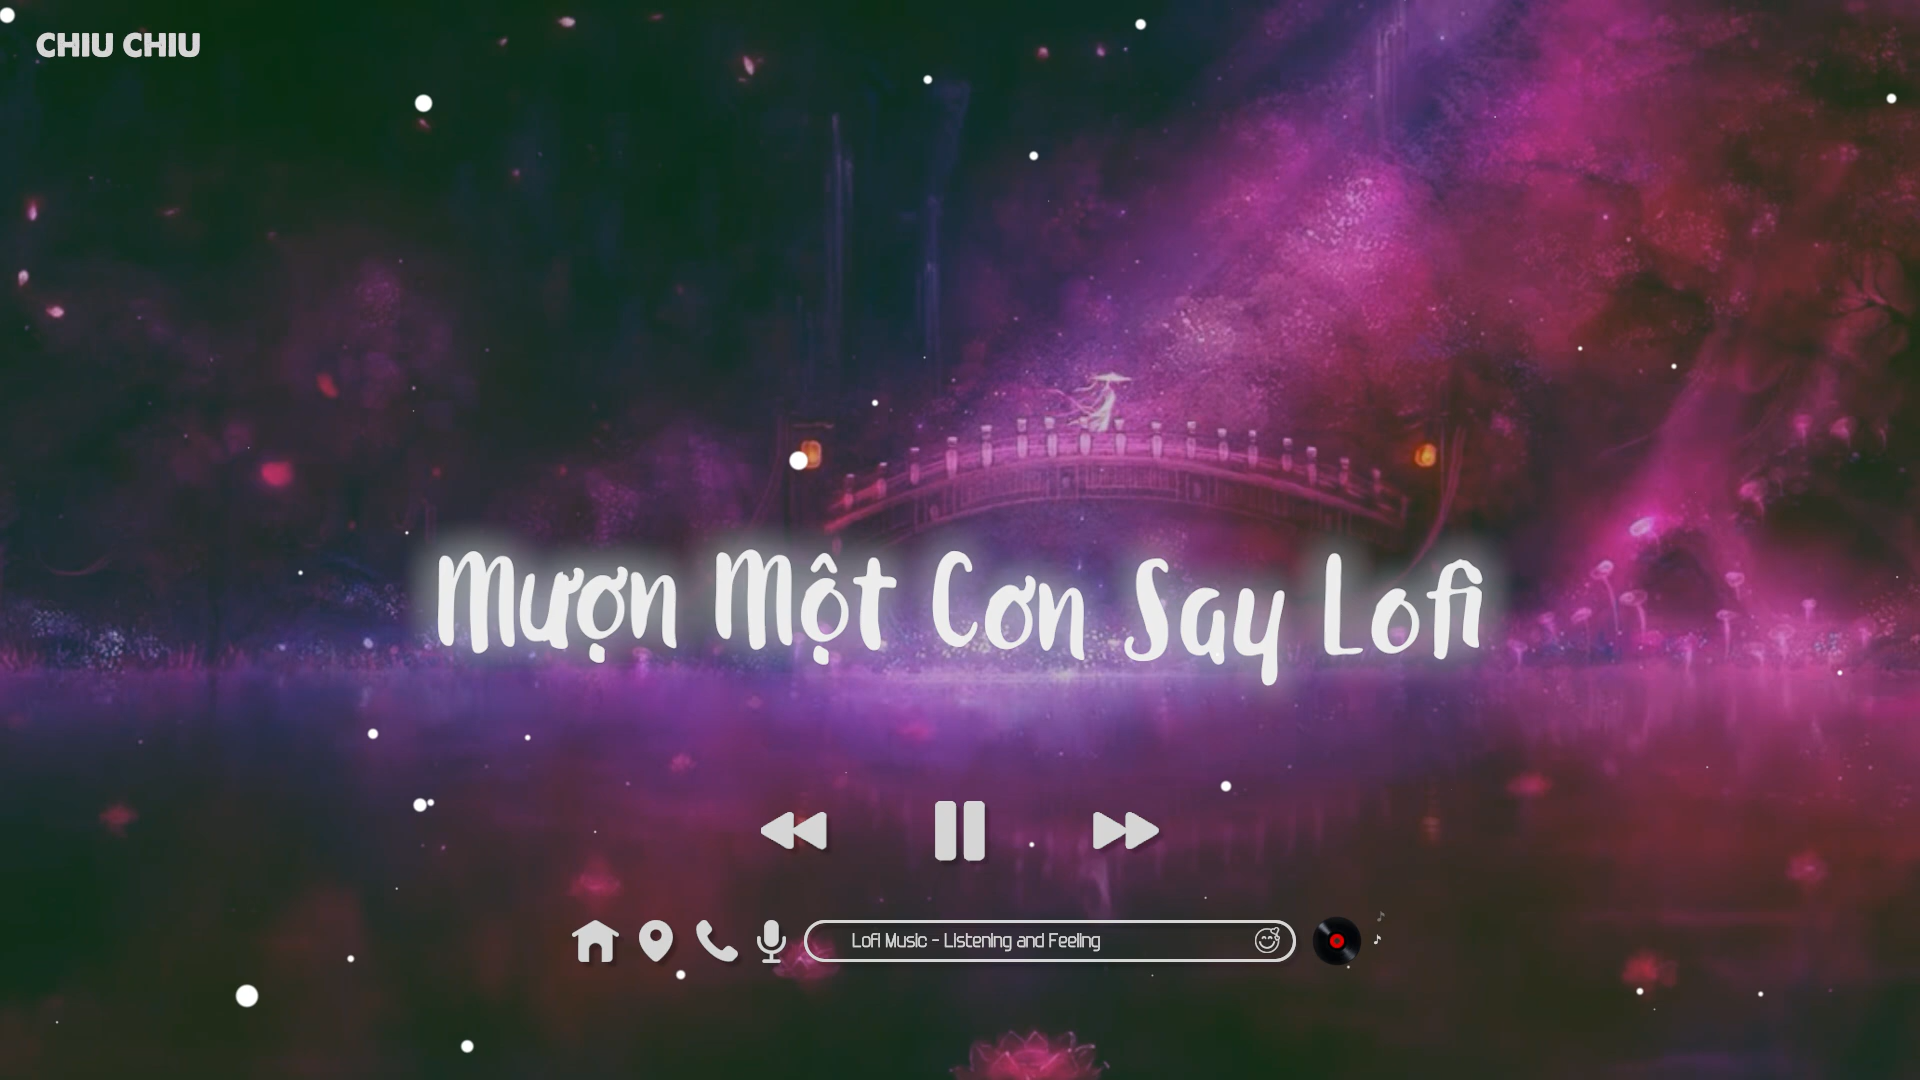 CHIU CHIU
Mượn Một Cơn Say Lofi
Lofi Music - Listening and Feeling